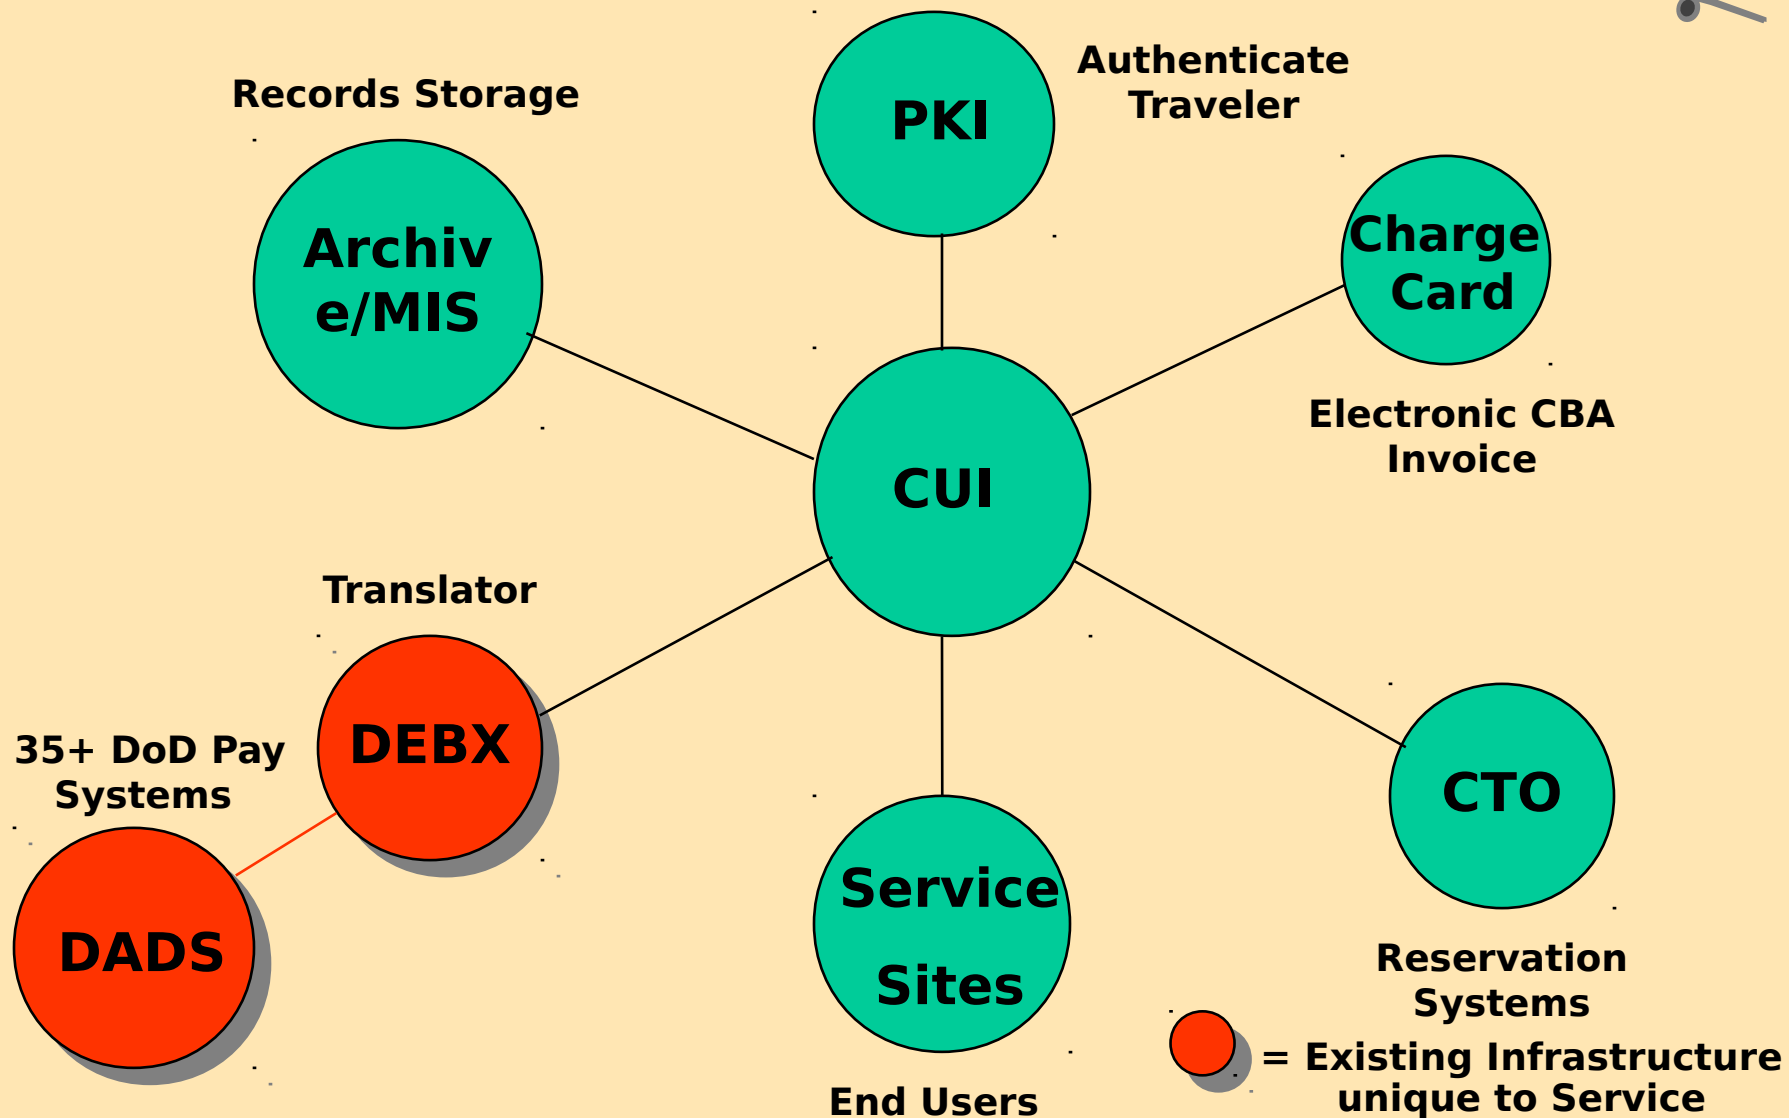 Authenticate
Traveler
PKI
Records Storage
Archiv
e/MIS
Charge
Card
Electronic CBA
Invoice
CUI
Translator
DEBX
35+ DoD Pay
Systems
DADS
CTO
Reservation
Systems
Service
Sites
End Users
= Existing Infrastructure
unique to Service